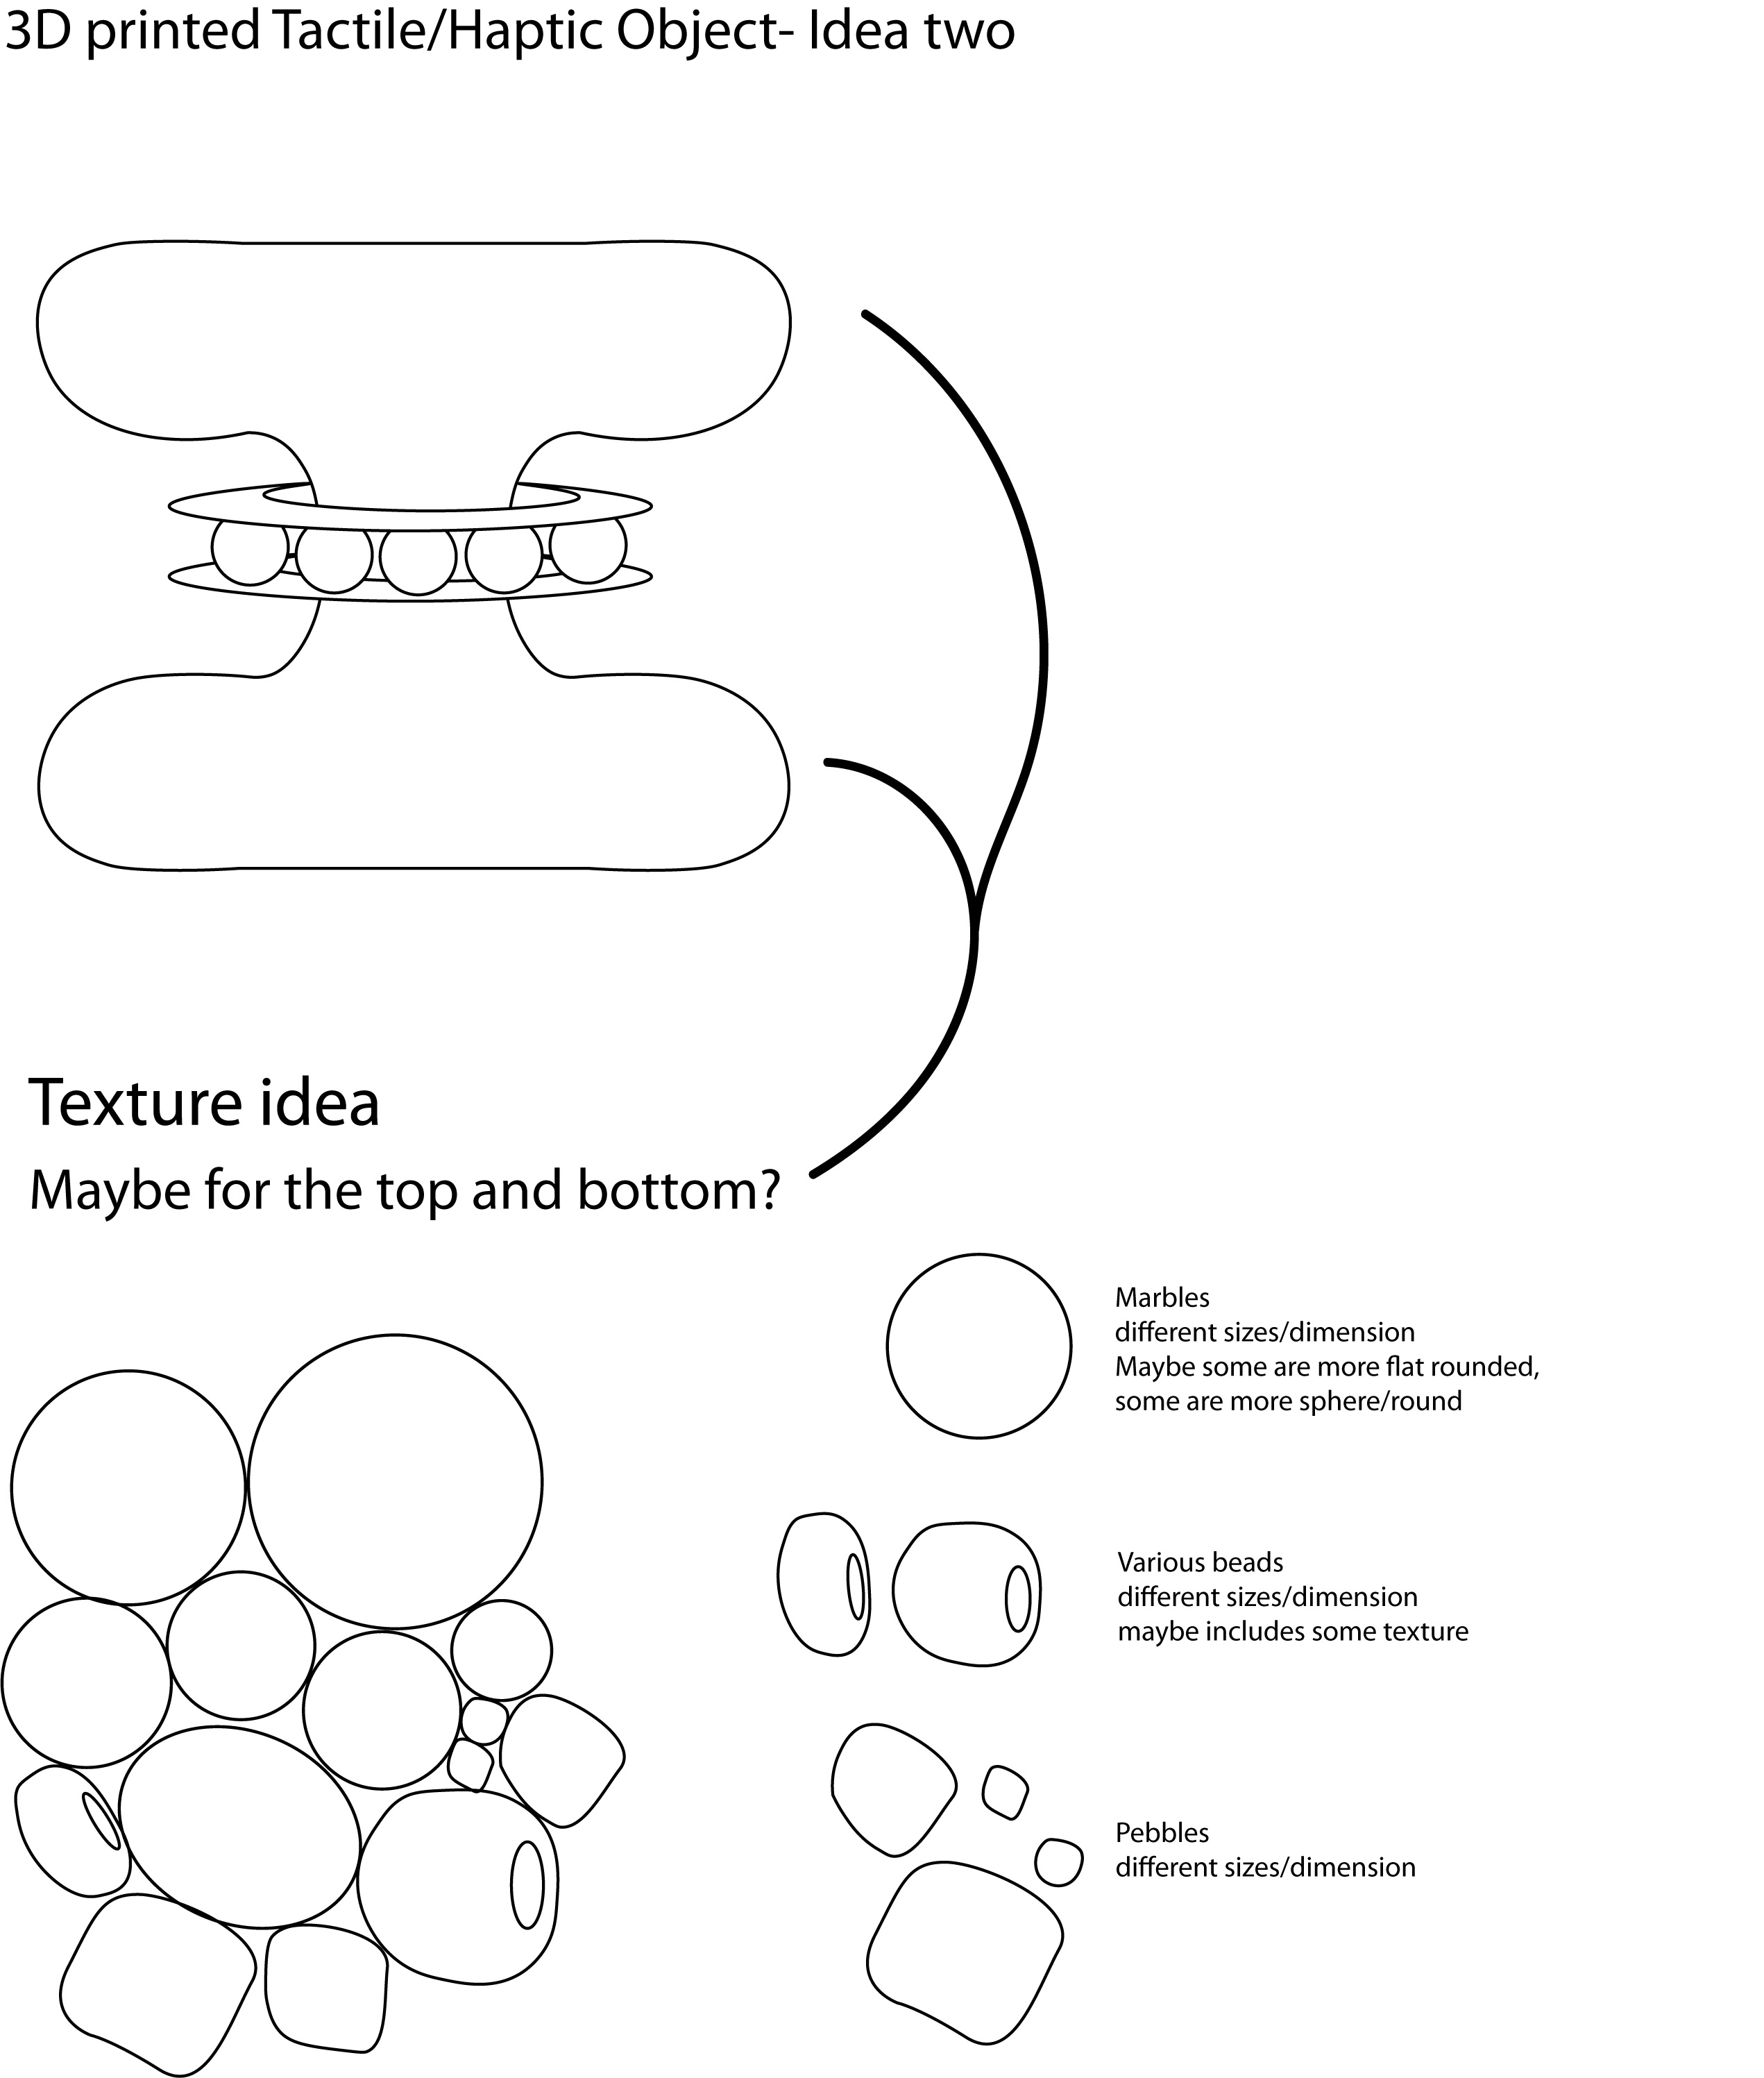 3D printed Tactile/Haptic Object- Idea two
Texture idea
Maybe for the top and bottom?
Marbles
different sizes/dimension
Maybe some are more flat rounded,
some are more sphere/round
Various beads
different sizes/dimension
maybe includes some texture
Pebbles
different sizes/dimension